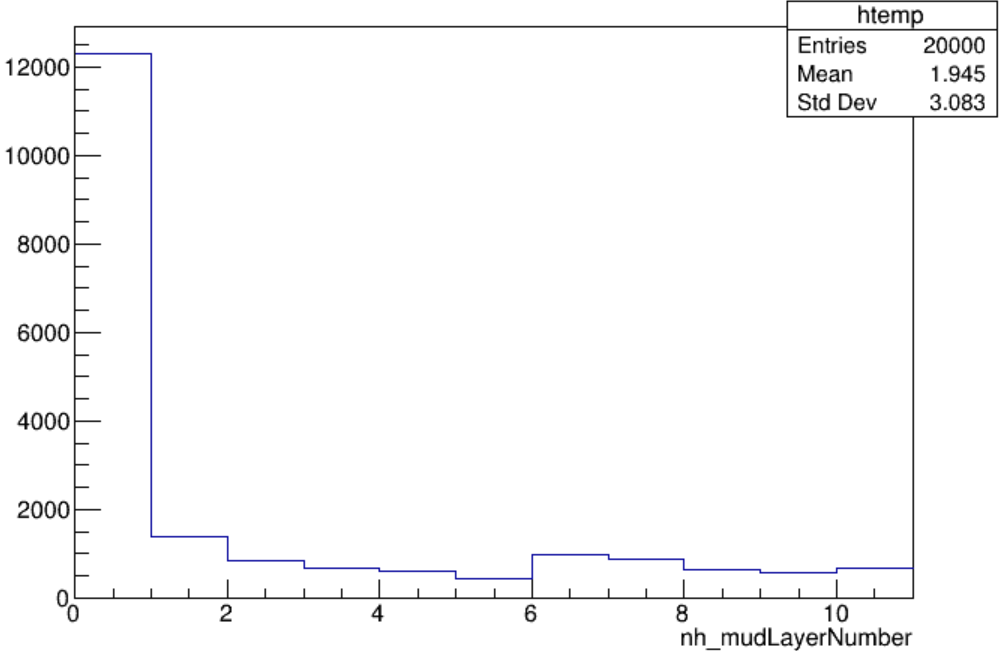 htemp
Entries 20000
Mean 1.945
Std Dev 3.083
12000
10000
8000
6000
4000
2000
0
0 2 4 6 8 10
nh_mudLayerNumber